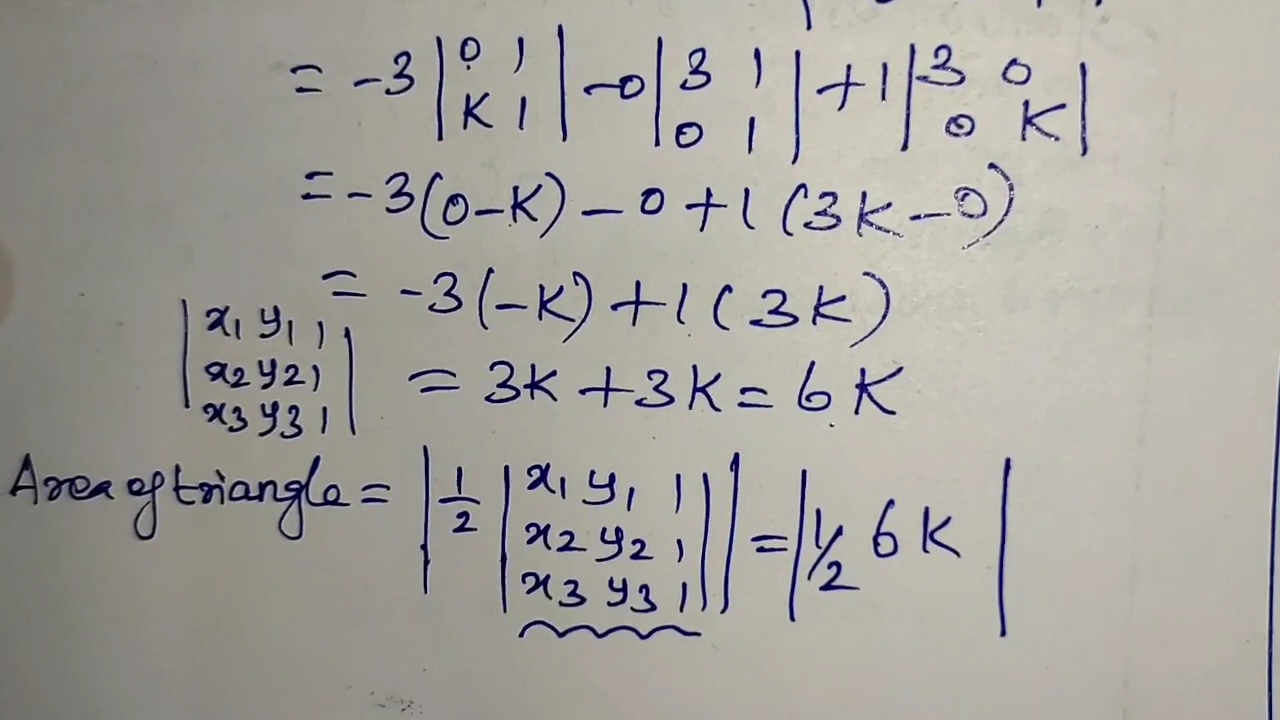 = -3 | 0 1 | -0 | 3 1 | +1 | 3 0 |
| K 1 | | 0 1 | | 0 K |
= -3(0-K) - 0 + 1 (3K-0)
= -3(-K) + 1 (3K)
| x₁ y₁ 1 |
| x₂ y₂ 1 | = 3K + 3K = 6K
| x₃ y₃ 1 |
Area of triangle = | 1/2 | x₁ y₁ 1 | | = | 1/2 6K |
| x₂ y₂ 1 |
| x₃ y₃ 1 |